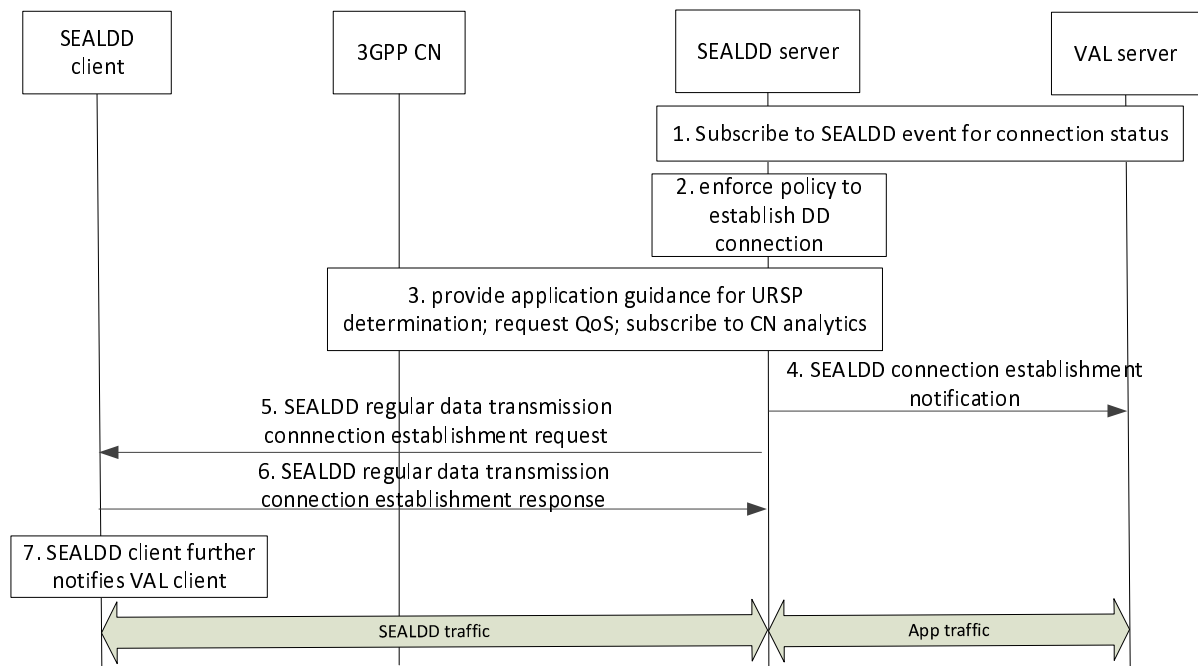 SEALDD
client
3GPP CN
SEALDD server
VAL server
1. Subscribe to SEALDD event for connection status
2. enforce policy to
establish DD
connection
3. provide application guidance for URSP
determination; request QoS; subscribe to CN analytics
4. SEALDD connection establishment
notification
5. SEALDD regular data transmission
connnection establishment request
6. SEALDD regular data transmission
connection establishment response
7. SEALDD client further
notifies VAL client
SEALDD traffic
App traffic